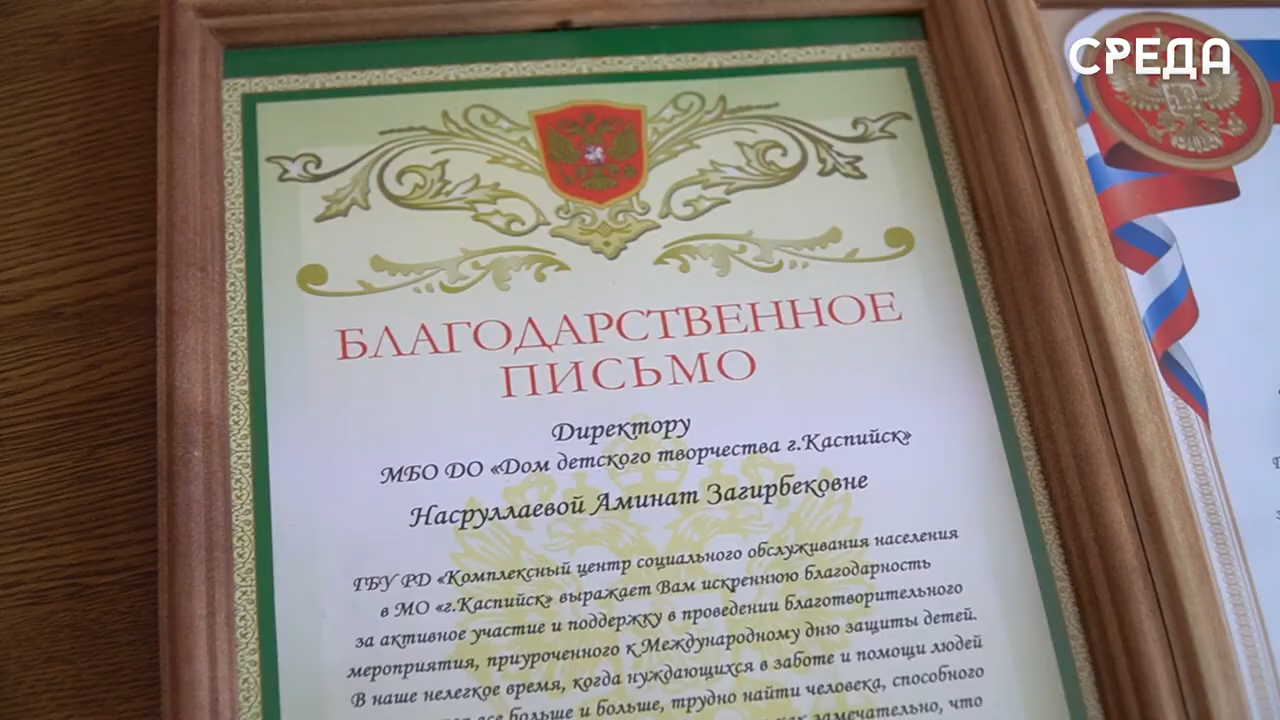 СРЕДА
БЛАГОДАРСТВЕННОЕ
ПИСЬМО
Директору
МБО ДО «Дом детского творчества г.Каспийск»
Насруллаевой Аминат Загирбековне
ГБУ РД «Комплексный центр социального обслуживания населения
в МО «г.Каспийск» выражает Вам искреннюю благодарность
за активное участие и поддержку в проведении благотворительного
мероприятия, приуроченного к Международному дню защиты детей.
В наше нелегкое время, когда нуждающихся в заботе и помощи людей
все больше и больше, трудно найти человека, способного
замечательно, что